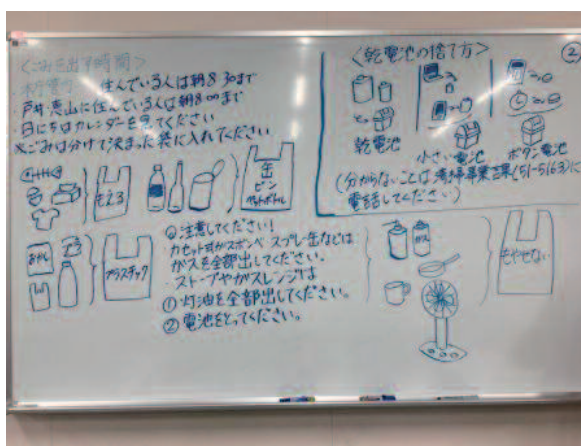 <ごみを出す時間>
住んでいる人は朝8:30まで
戸井・恵山に住んでいる人は朝8:00まで
日にちはカレンダーを見てください
※ごみは分けて決まった袋に入れてください
もえる
缶
ビン
ペットボトル
おかし
プラスチック
注意してください!
カセット式ガスボンベ スプレー缶などは
ガスを全部出してください。
・ストーブやガスレンジは
① 灯油を全部出してください。
② 電池をとってください。
②
<乾電池の捨て方>
乾電池
小さい電池
ボタン電池
(分からないことは清掃事業課(51-5163)に
電話してください)
ガス
もやせない